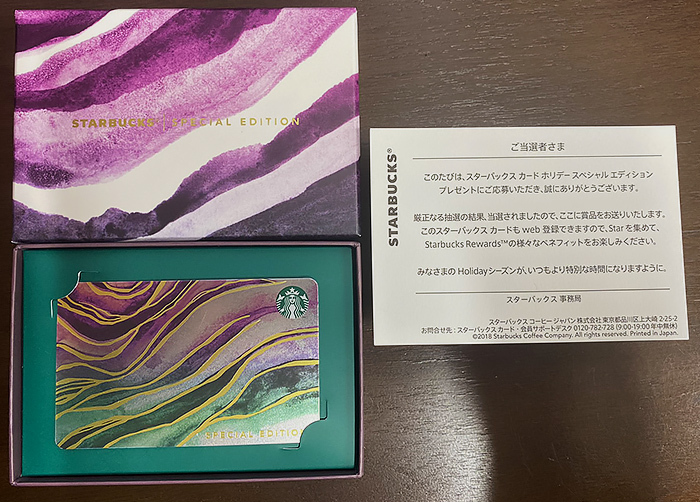 STARBUCKS | SPECIAL EDITION
SPECIAL EDITION
STARBUCKS®
ご当選者さま
このたびは、スターバックス カード ホリデー スペシャル エディション
プレゼントにご応募いただき、誠にありがとうございます。
厳正なる抽選の結果、当選されましたので、ここに賞品をお送りいたします。
このスターバックス カードも web 登録できますので、Star を集めて、
Starbucks Rewards™の様々なベネフィットをお楽しみください。
みなさまの Holidayシーズンが、いつもより特別な時間になりますように。
スターバックス 事務局
スターバックス コーヒー ジャパン 株式会社 東京都品川区上大崎 2-25-2
お問合せ先：スターバックス カード・会員サポートデスク 0120-782-728 (9:00-19:00 年中無休)
©2018 Starbucks Coffee Company. All rights reserved. Printed in Japan.